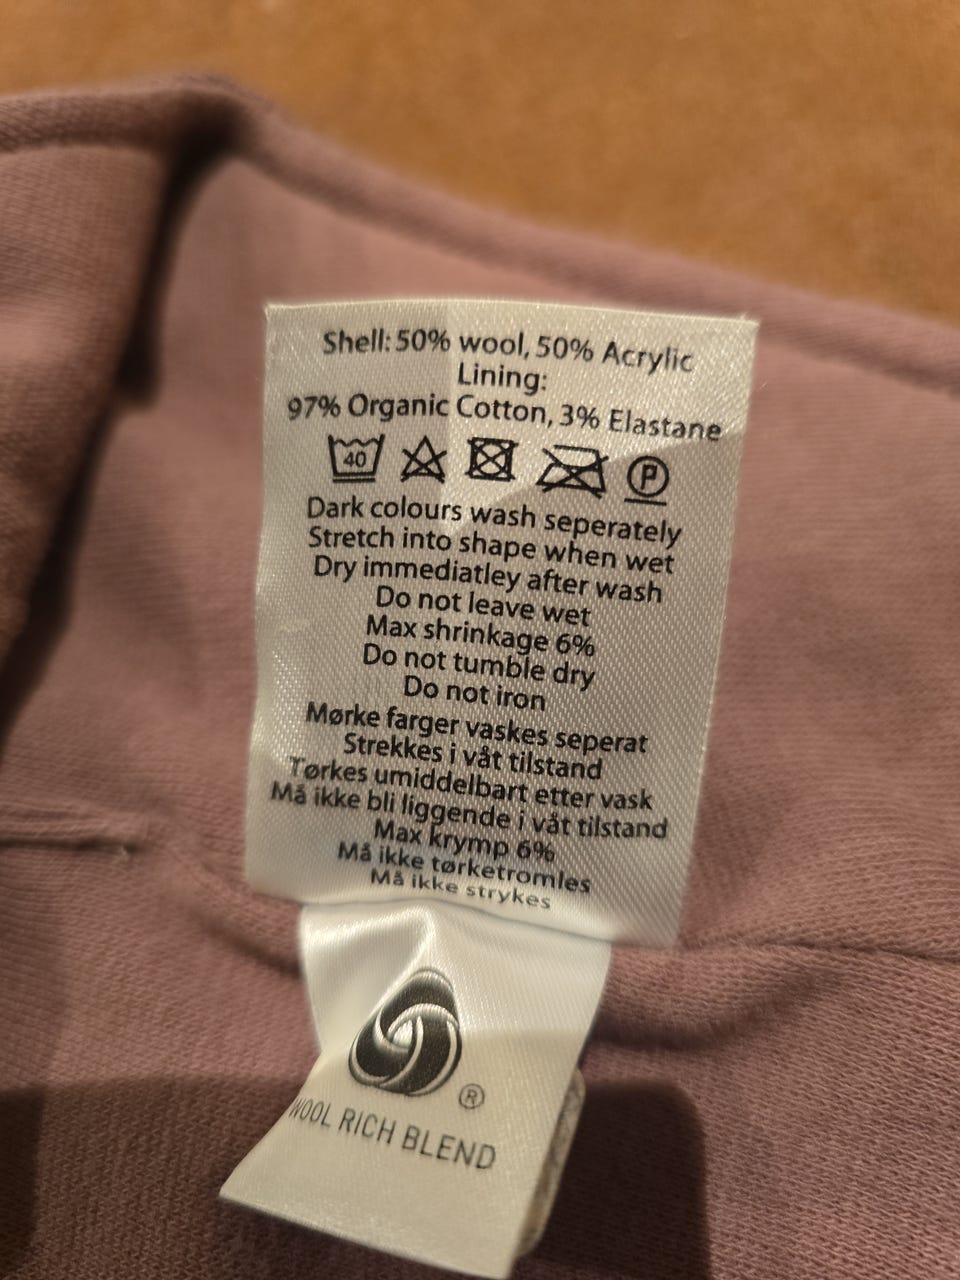 Shell: 50% wool, 50% Acrylic
Lining:
97% Organic Cotton, 3% Elastane
40 P
Dark colours wash seperately
Stretch into shape when wet
Dry immediatley after wash
Do not leave wet
Max shrinkage 6%
Do not tumble dry
Do not iron
Mørke farger vaskes seperat
Strekkes i våt tilstand
Tørkes umiddelbart etter vask
Må ikke bli liggende i våt tilstand
Max krymp 6%
Må ikke tørketromles
Må ikke strykes
®
WOOL RICH BLEND